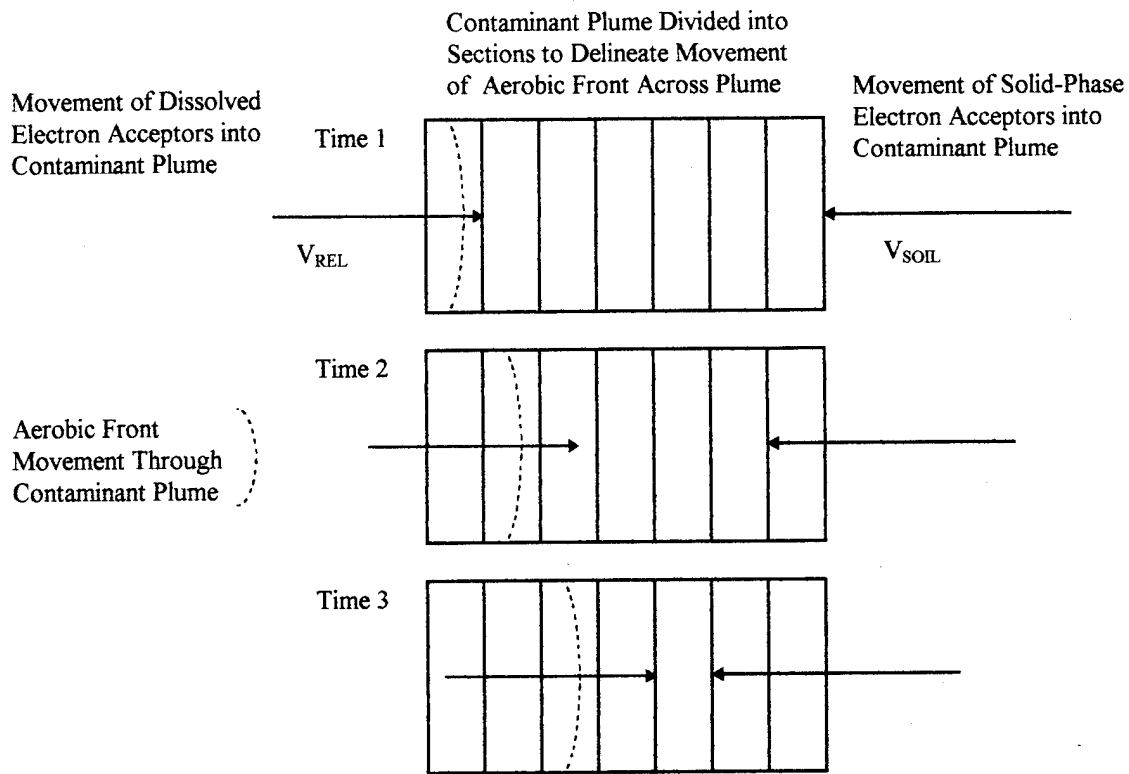 Contaminant Plume Divided into
Sections to Delineate Movement
of Aerobic Front Across Plume
Movement of Dissolved
Electron Acceptors into
Contaminant Plume
Movement of Solid-Phase
Electron Acceptors into
Contaminant Plume
Time 1
VREL
VSOIL
Time 2
Aerobic Front
Movement Through
Contaminant Plume
Time 3